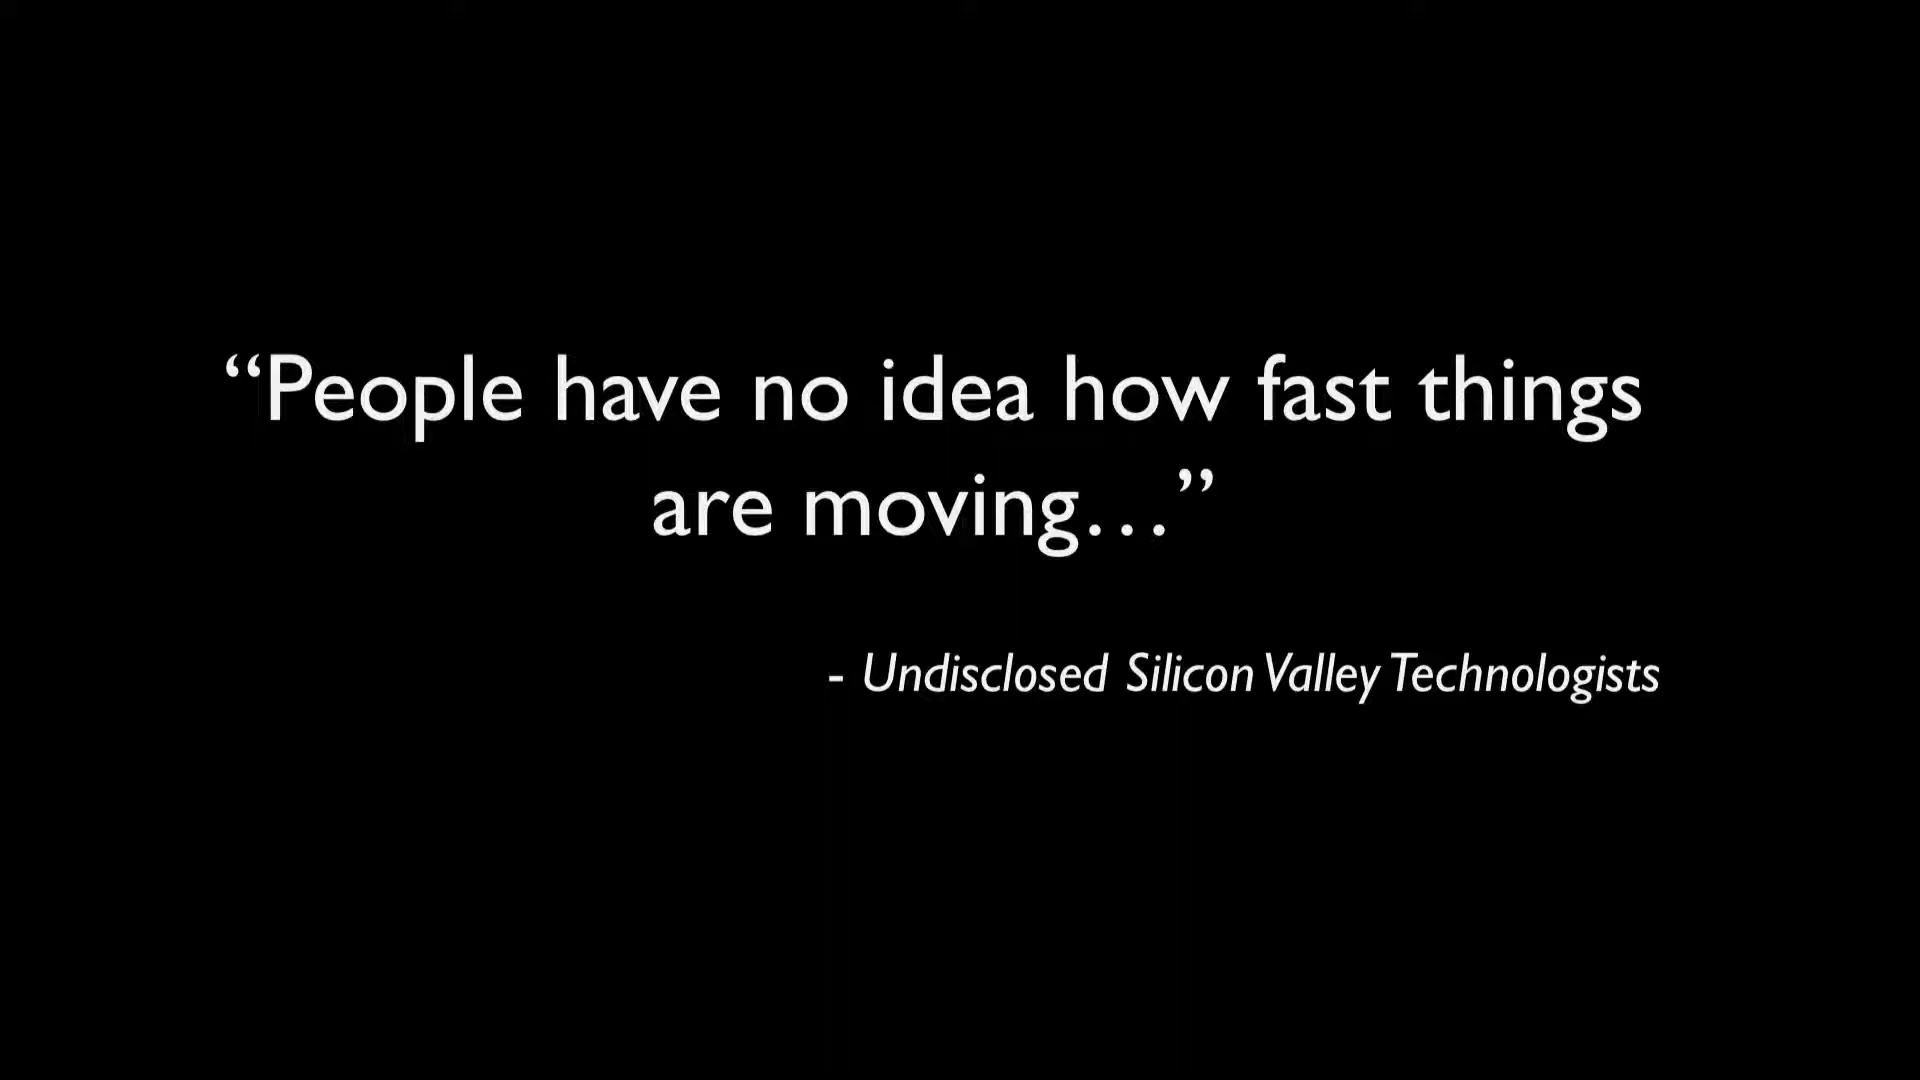 “People have no idea how fast things
are moving…”
- Undisclosed Silicon Valley Technologists